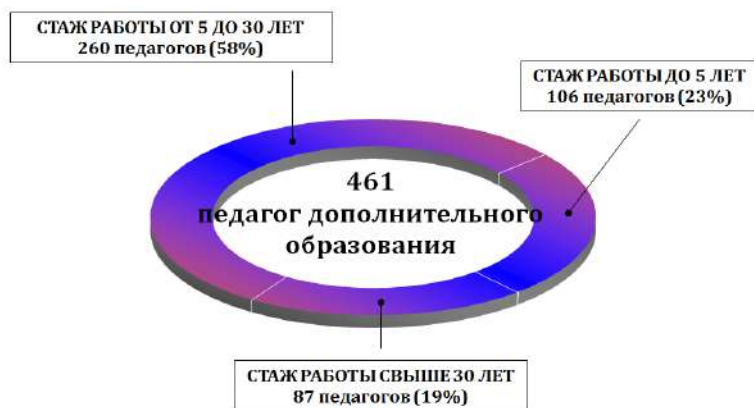 СТАЖ РАБОТЫ ОТ 5 ДО 30 ЛЕТ
260 педагогов (58%)
СТАЖ РАБОТЫ ДО 5 ЛЕТ
106 педагогов (23%)
461
педагог дополнительного
образования
СТАЖ РАБОТЫ СВЫШЕ 30 ЛЕТ
87 педагогов (19%)